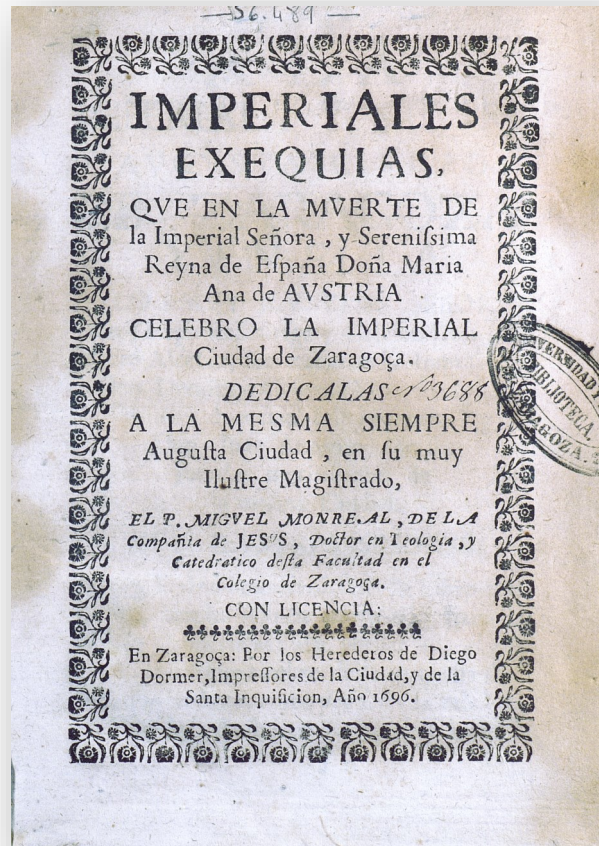 —156.489—
IMPERIALES
EXEQUIAS,
QVE EN LA MVERTE DE
la Imperial Señora, y Sereniſsima
Reyna de Eſpaña Doña Maria
Ana de AVSTRIA
CELEBRO LA IMPERIAL
Ciudad de Zaragoça.
DEDICALAS Nº 3688
A LA MESMA SIEMPRE
Auguſta Ciudad, en ſu muy
Iluſtre Magiſtrado,
EL P. MIGVEL MONREAL, DE LA
Compañia de JESVS, Doctor en Teologia, y
Catedratico deſta Facultad en el
Colegio de Zaragoça.
CON LICENCIA:
En Zaragoça: Por los Herederos de Diego
Dormer, Impreſſores de la Ciudad, y de la
Santa Inquiſicion, Año 1696.
BIBLIOTECA